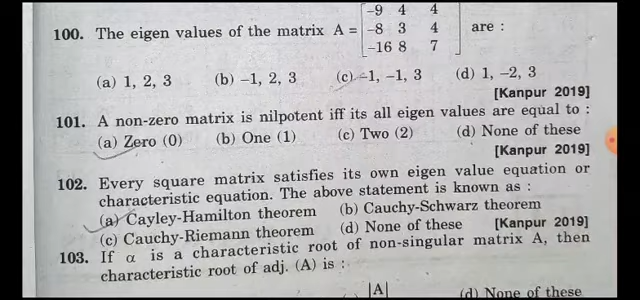 -9 4 4
100. The eigen values of the matrix A = -8 3 4 are :
-16 8 7
(a) 1, 2, 3 (b) -1, 2, 3 (c) -1, -1, 3 (d) 1, -2, 3
[Kanpur 2019]
101. A non-zero matrix is nilpotent iff its all eigen values are equal to :
(a) Zero (0) (b) One (1) (c) Two (2) (d) None of these
[Kanpur 2019]
102. Every square matrix satisfies its own eigen value equation or
characteristic equation. The above statement is known as :
(a) Cayley-Hamilton theorem (b) Cauchy-Schwarz theorem
(c) Cauchy-Riemann theorem (d) None of these [Kanpur 2019]
103. If α is a characteristic root of non-singular matrix A, then
characteristic root of adj. (A) is :
|A| (d) None of these